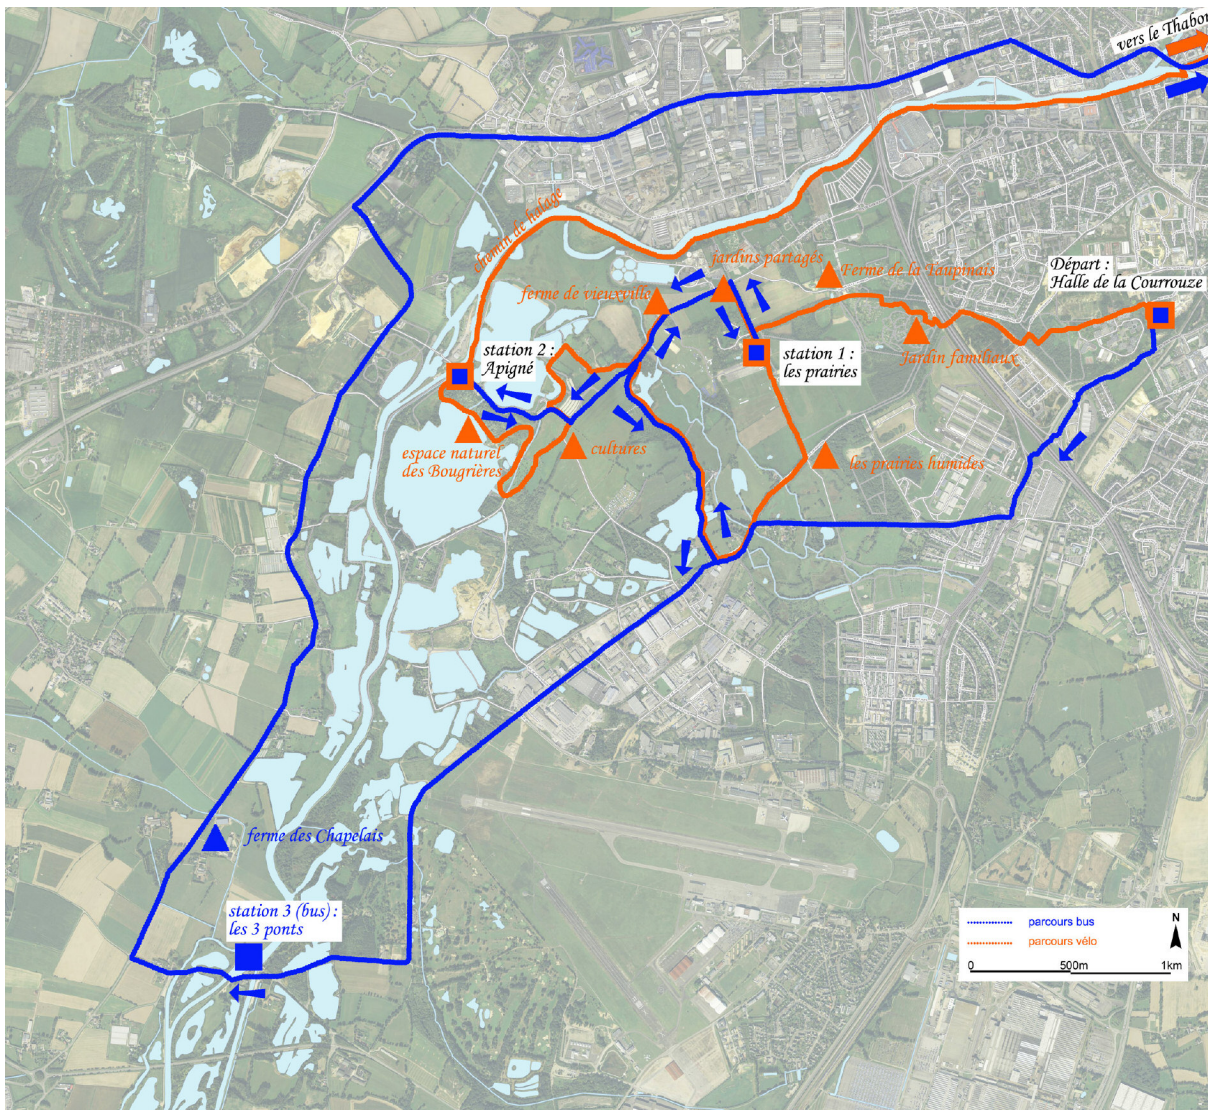 vers le Thabor
chemin de halage
jardins partagés
Ferme de la Taupinais
Départ :
Halle de la Courrouze
ferme de vieuxville
station 2 :
Apigné
station 1 :
les prairies
Jardin familiaux
espace naturel
des Bougrières
cultures
les prairies humides
ferme des Chapelais
station 3 (bus) :
les 3 ponts
parcours bus
parcours vélo
N
0 500m 1km